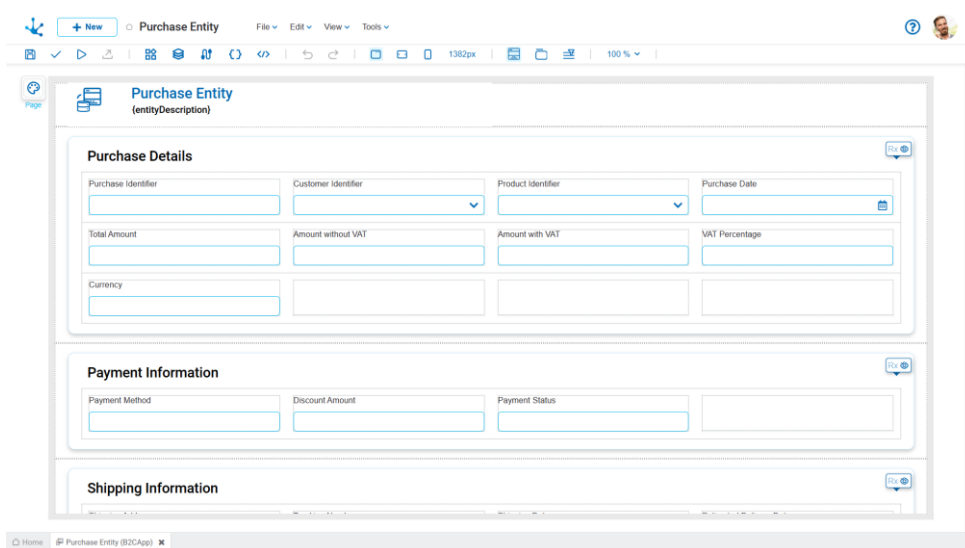 + New Purchase Entity File Edit View Tools
1382px 100 %
Page
Purchase Entity
{entityDescription}
Purchase Details
Rx
Purchase Identifier Customer Identifier Product Identifier Purchase Date
Total Amount Amount without VAT Amount with VAT VAT Percentage
Currency
Payment Information
Rx
Payment Method Discount Amount Payment Status
Shipping Information
Rx
Home Purchase Entity (B2CApp)